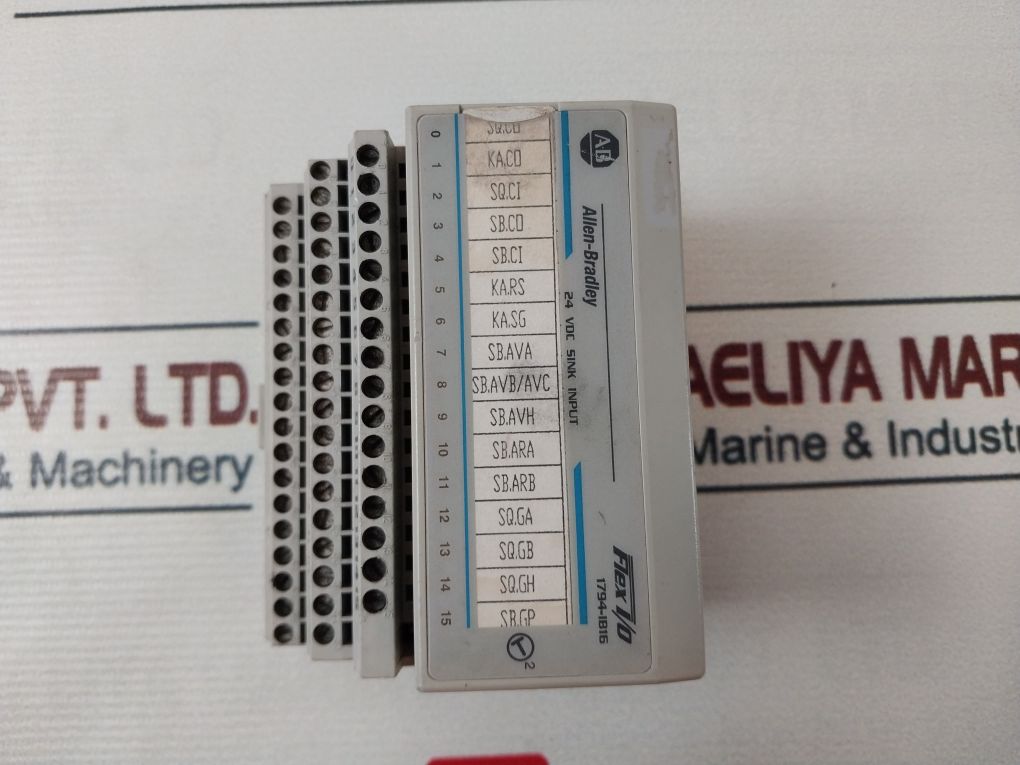 0
1
2
3
4
5
6
7
8
9
10
11
12
13
14
15
SQ.CO
KA.CO
SQ.CI
SB.CO
SB.CI
KA.RS
KA.SG
SB.AVA
SB.AVB/AVC
SB.AVH
SB.ARA
SB.ARB
SQ.GA
SQ.GB
SQ.GH
SB.GP
A-B
Allen-Bradley
24 VDC SINK INPUT
Flex I/O
1794-IB16
2
PVT. LTD.
& Machinery
AELIYA MAR
Marine & Industr